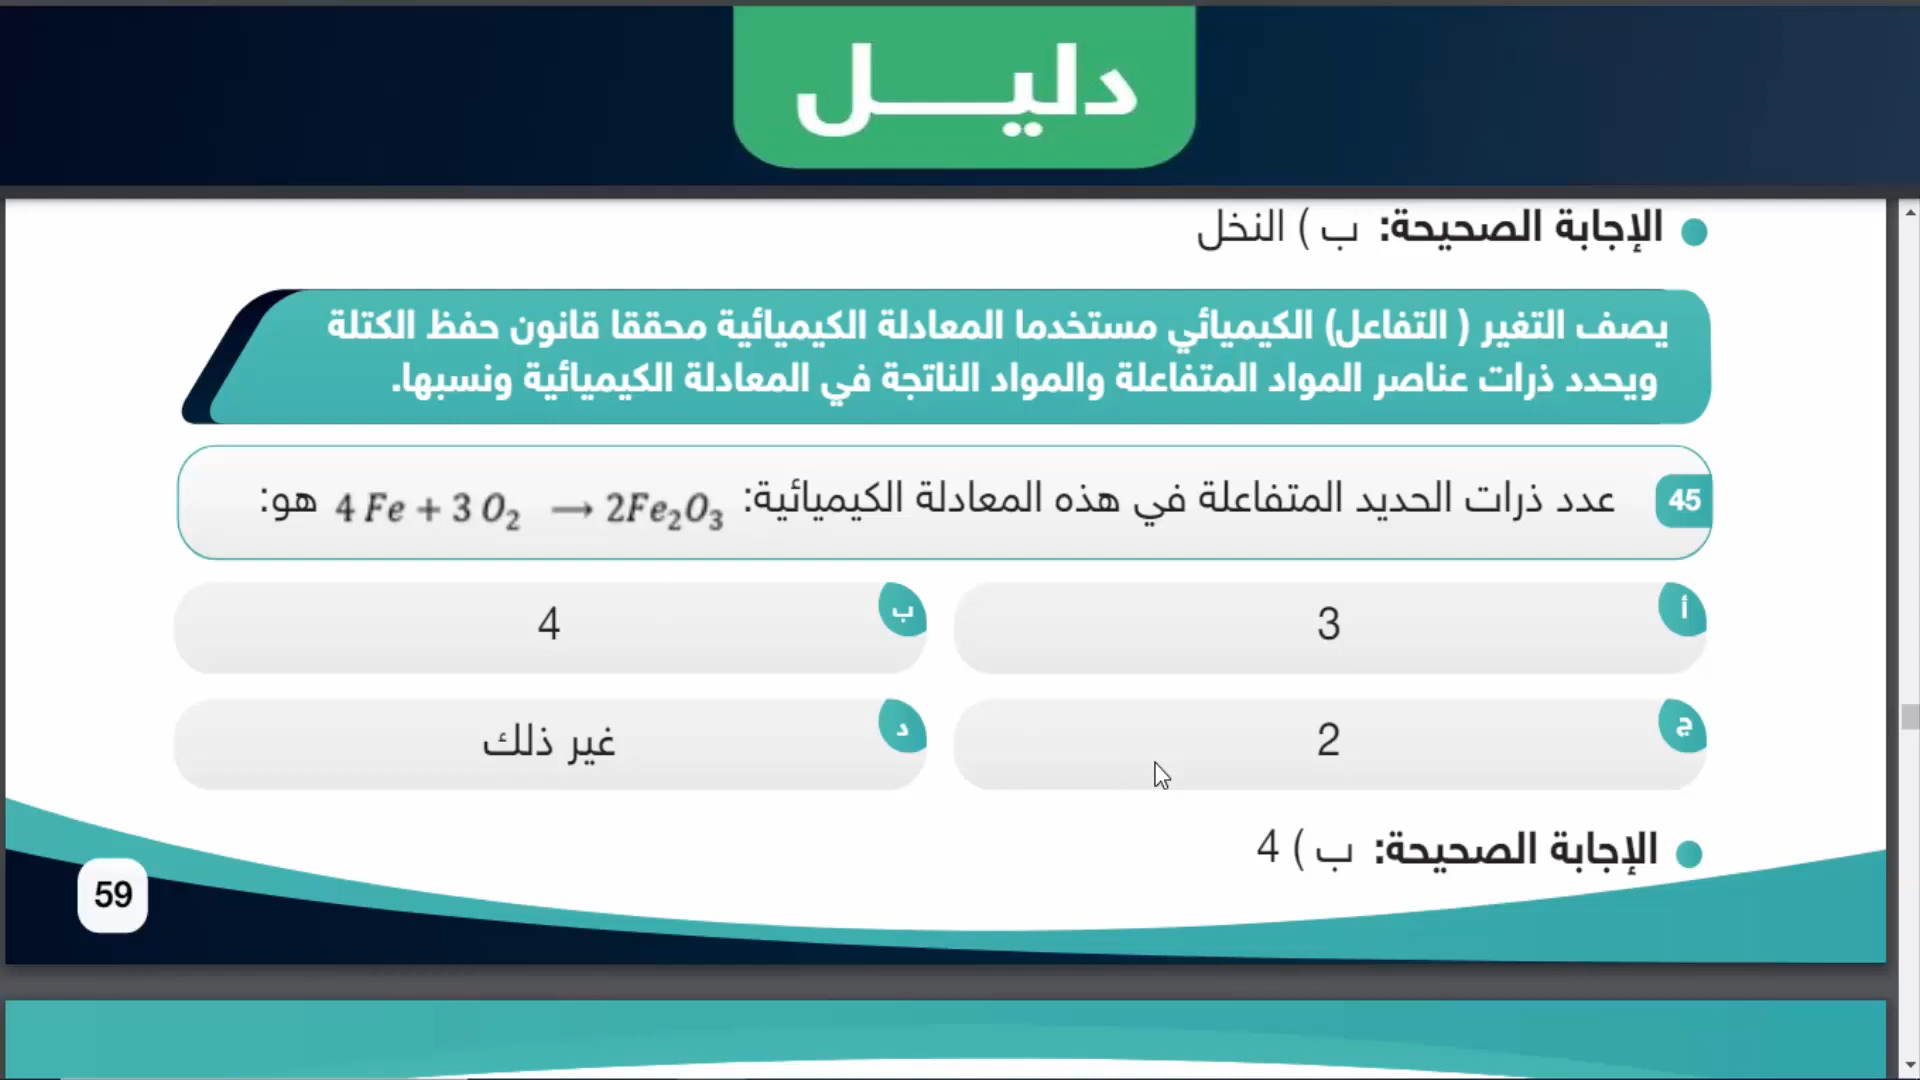 دليـــل
الإجابة الصحيحة: ب ) النخل
يصف التغير ( التفاعل) الكيميائي مستخدما المعادلة الكيميائية محققا قانون حفظ الكتلة
ويحدد ذرات عناصر المواد المتفاعلة والمواد الناتجة في المعادلة الكيميائية ونسبها.
45 عدد ذرات الحديد المتفاعلة في هذه المعادلة الكيميائية: 4 Fe + 3 O₂ → 2Fe₂O₃ هو:
أ 3
ب 4
ج 2
د غير ذلك
الإجابة الصحيحة: ب ) 4
59